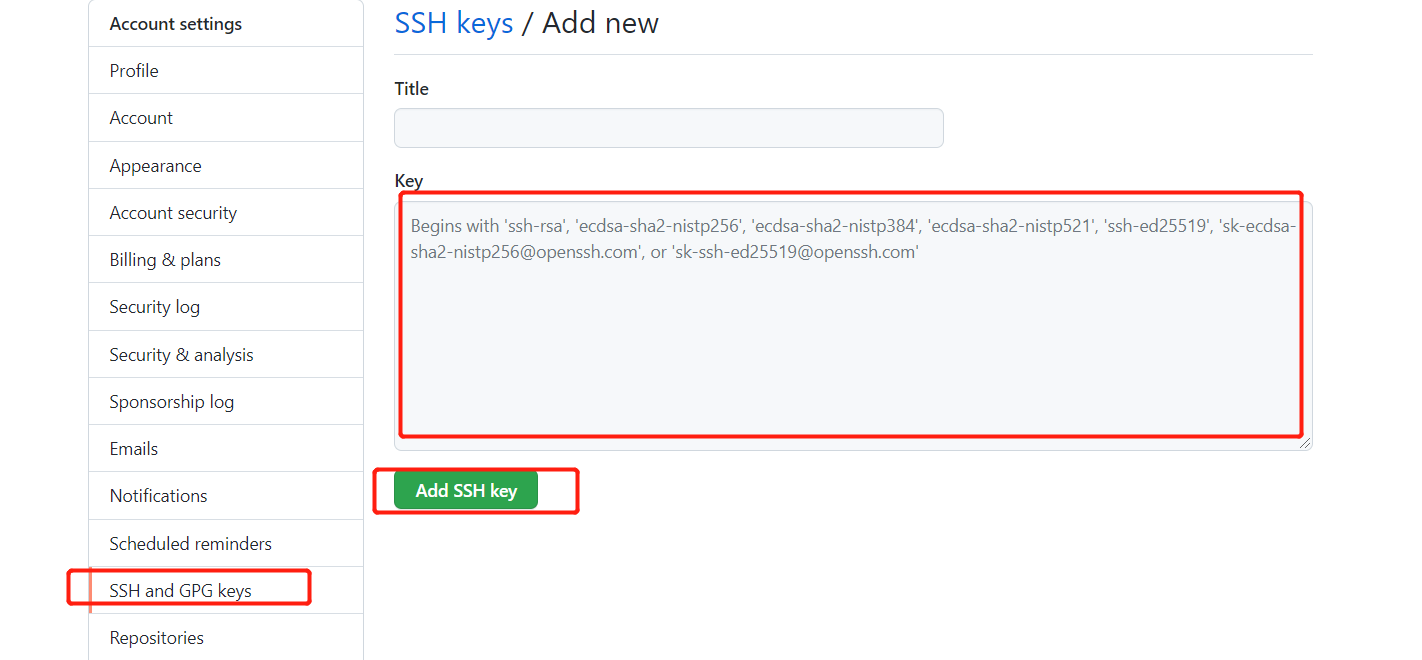 Account settings
Profile
Account
Appearance
Account security
Billing & plans
Security log
Security & analysis
Sponsorship log
Emails
Notifications
Scheduled reminders
SSH and GPG keys
Repositories
SSH keys / Add new
Title
Key
Begins with 'ssh-rsa', 'ecdsa-sha2-nistp256', 'ecdsa-sha2-nistp384', 'ecdsa-sha2-nistp521', 'ssh-ed25519', 'sk-ecdsa-
sha2-nistp256@openssh.com', or 'sk-ssh-ed25519@openssh.com'
Add SSH key